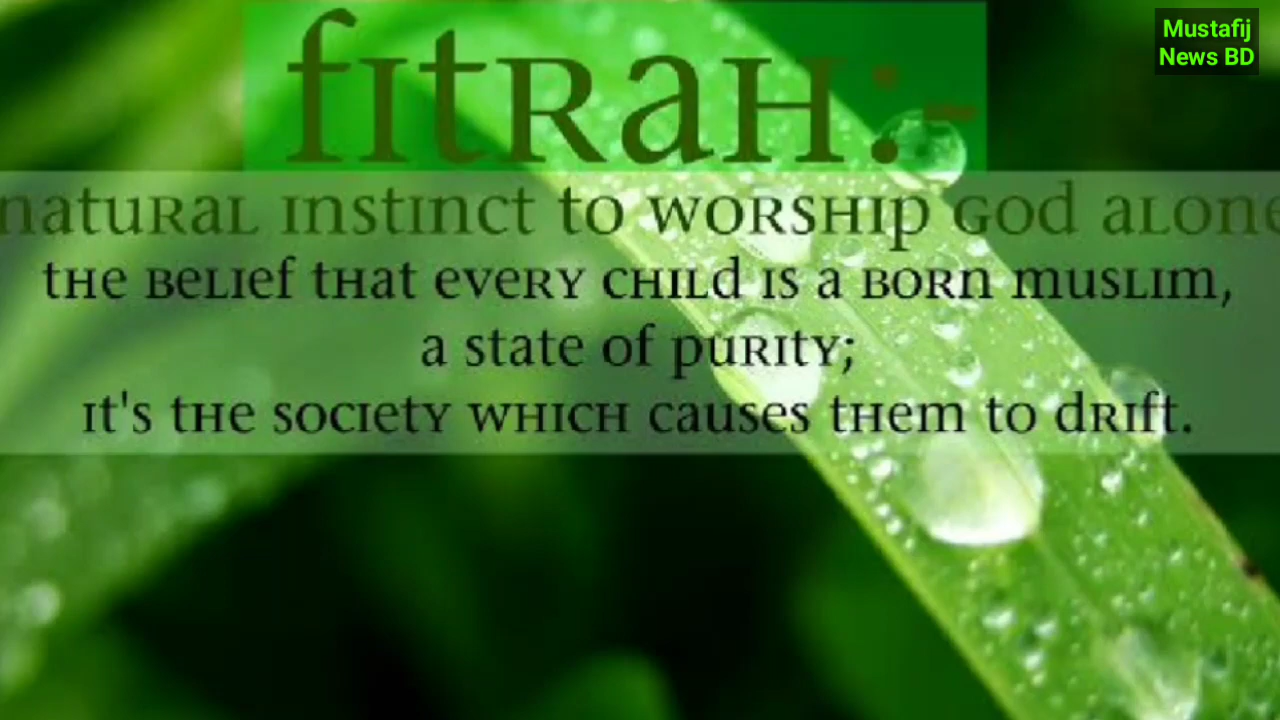 fitrah:-
natural instinct to worship God alone
the belief that every child is a born muslim,
a state of purity;
it's the society which causes them to drift.
Mustafij
News BD